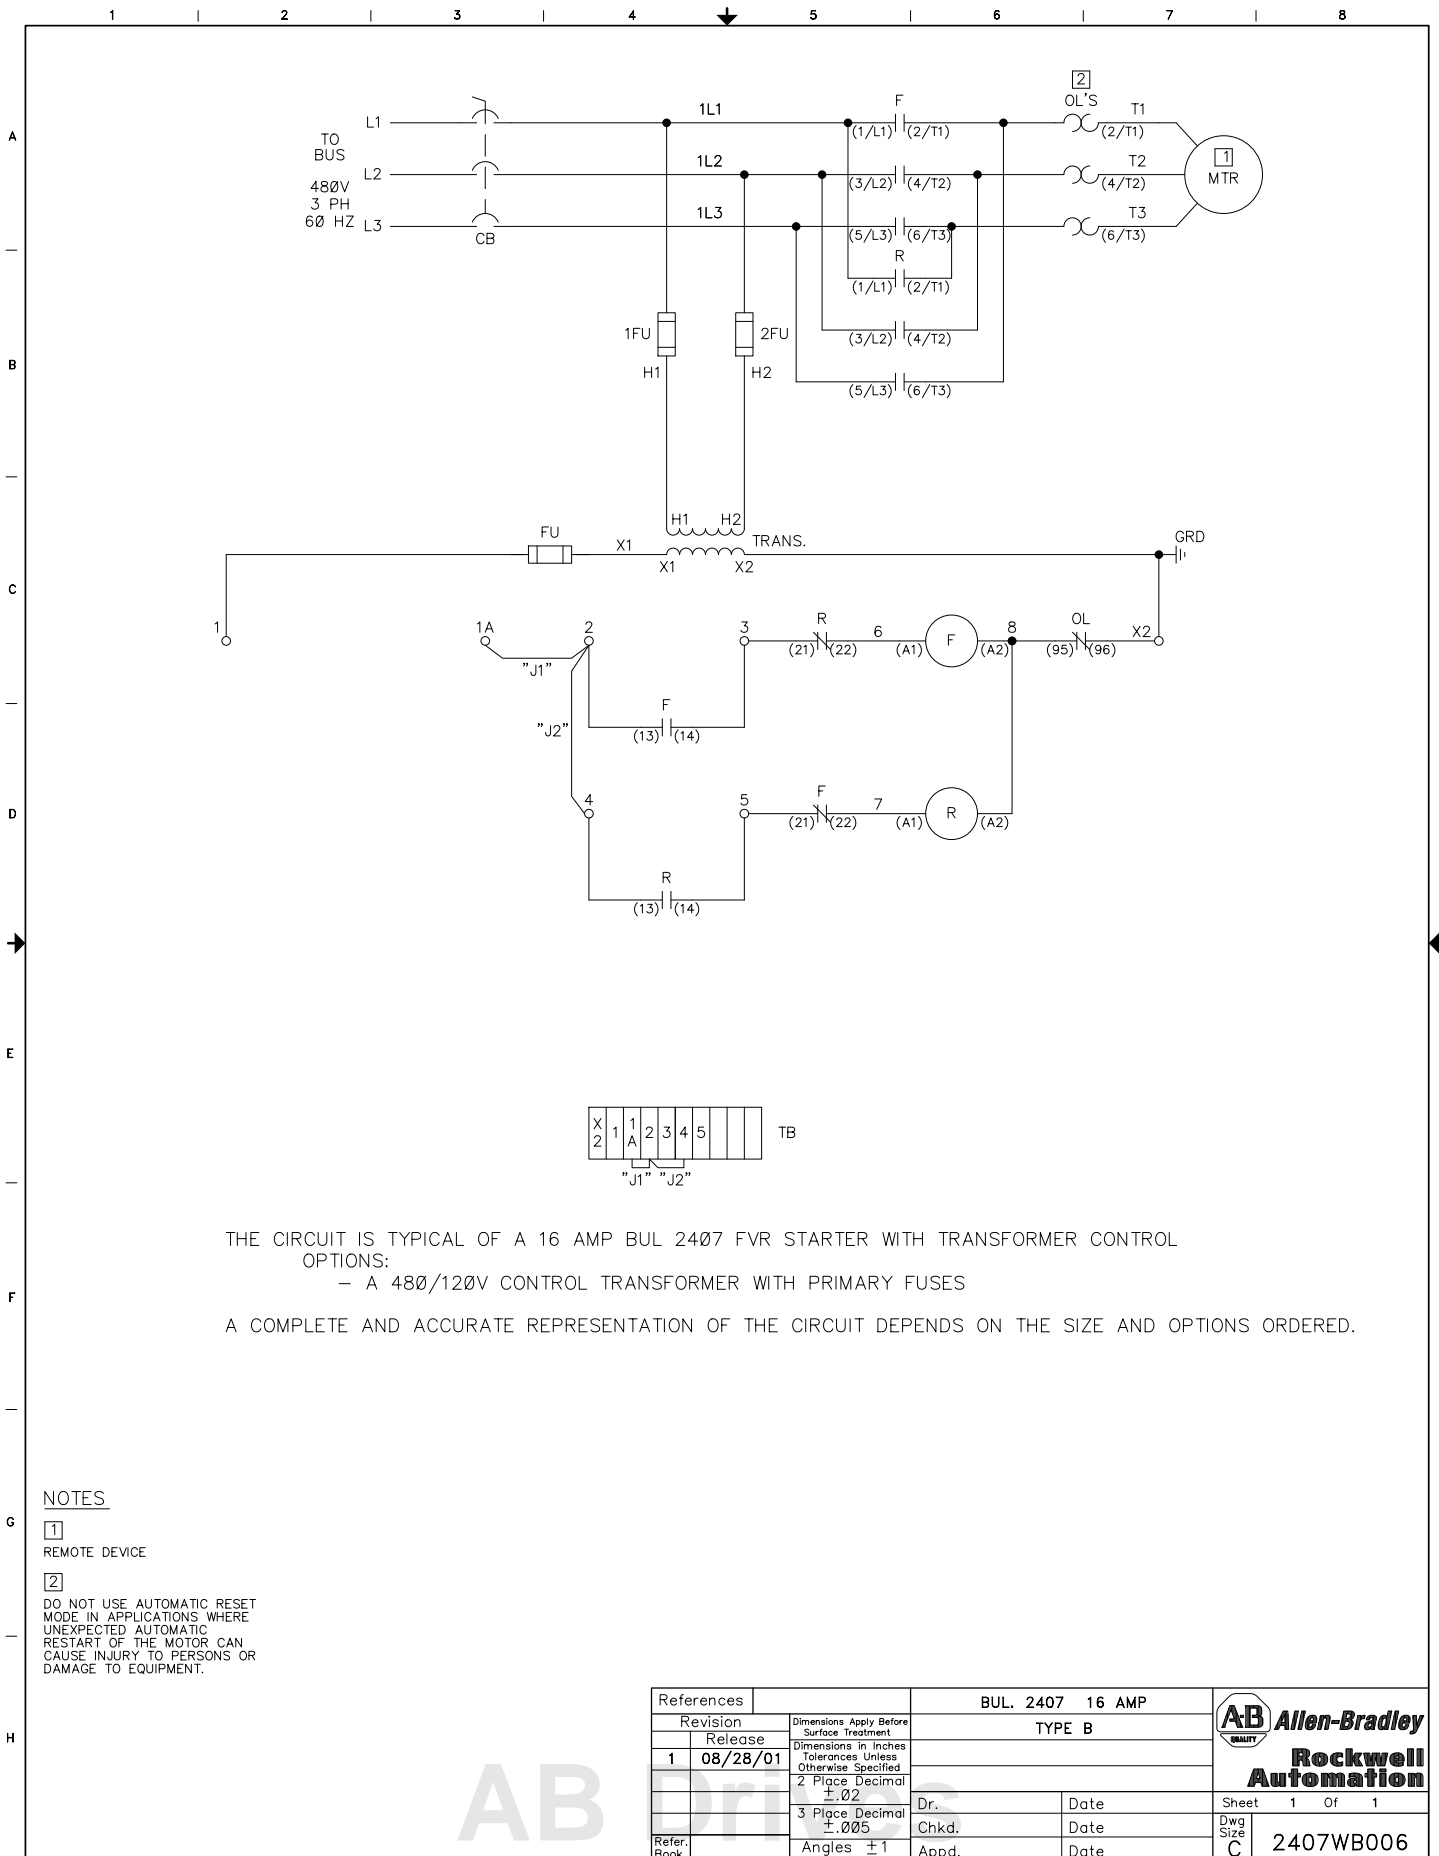 1 2 3 4 5 6 7 8
A
B
C
D
E
F
G
H
TO
BUS
480V
3 PH
60 HZ
L1
L2
L3
CB
1L1
1L2
1L3
F
(1/L1) (2/T1)
(3/L2) (4/T2)
(5/L3) (6/T3)
R
(1/L1) (2/T1)
(3/L2) (4/T2)
(5/L3) (6/T3)
2
OL'S
T1
(2/T1)
T2
(4/T2)
T3
(6/T3)
1
MTR
1FU
2FU
H1
H2
H1 H2
TRANS.
FU
X1
X1 X2
GRD
1
1A
2
3
"J1"
R
(21) (22)
6
(A1)
F
(A2)
8
OL
(95) (96)
X2
"J2"
F
(13) (14)
4
5
F
(21) (22)
7
(A1)
R
(A2)
R
(13) (14)
X2 1 1A 2 3 4 5
TB
"J1" "J2"
THE CIRCUIT IS TYPICAL OF A 16 AMP BUL 2407 FVR STARTER WITH TRANSFORMER CONTROL
OPTIONS:
– A 480/120V CONTROL TRANSFORMER WITH PRIMARY FUSES
A COMPLETE AND ACCURATE REPRESENTATION OF THE CIRCUIT DEPENDS ON THE SIZE AND OPTIONS ORDERED.
NOTES
1
REMOTE DEVICE
2
DO NOT USE AUTOMATIC RESET
MODE IN APPLICATIONS WHERE
UNEXPECTED AUTOMATIC
RESTART OF THE MOTOR CAN
CAUSE INJURY TO PERSONS OR
DAMAGE TO EQUIPMENT.
AB Drives
References
Revision
Release
1 08/28/01
Refer.
Book
Dimensions Apply Before
Surface Treatment
Dimensions in Inches
Tolerances Unless
Otherwise Specified
2 Place Decimal
±.02
3 Place Decimal
±.005
Angles ±1
BUL. 2407 16 AMP
TYPE B
Dr. Date
Chkd. Date
Appd. Date
A-B
QUALITY
Allen-Bradley
Rockwell
Automation
Sheet 1 Of 1
Dwg
Size
C
2407WB006